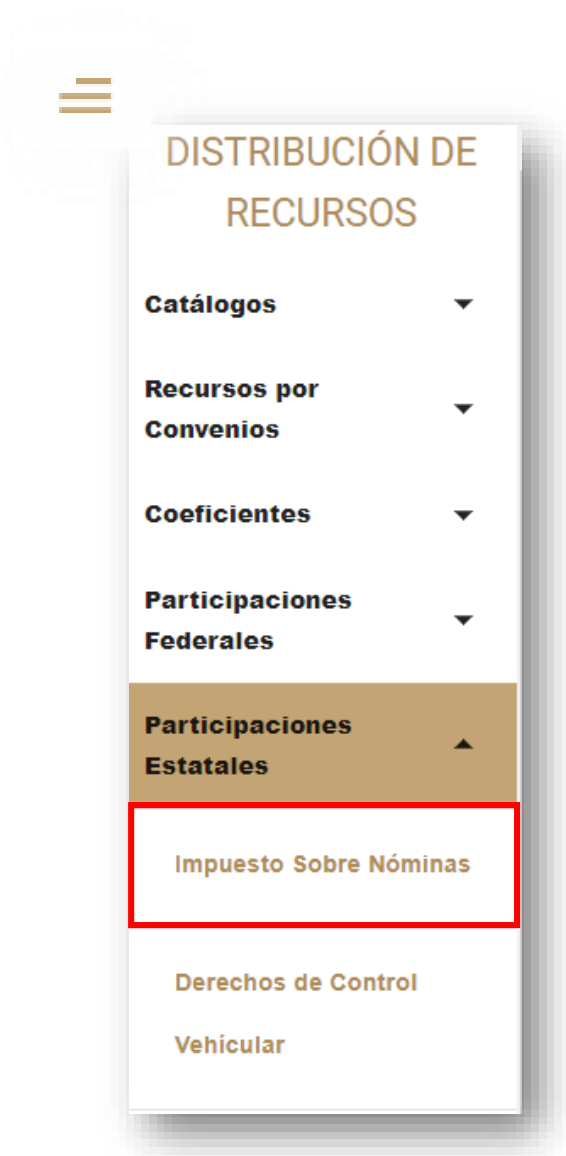 DISTRIBUCIÓN DE
RECURSOS
Catálogos
Recursos por
Convenios
Coeficientes
Participaciones
Federales
Participaciones
Estatales
Impuesto Sobre Nóminas
Derechos de Control
Vehícular